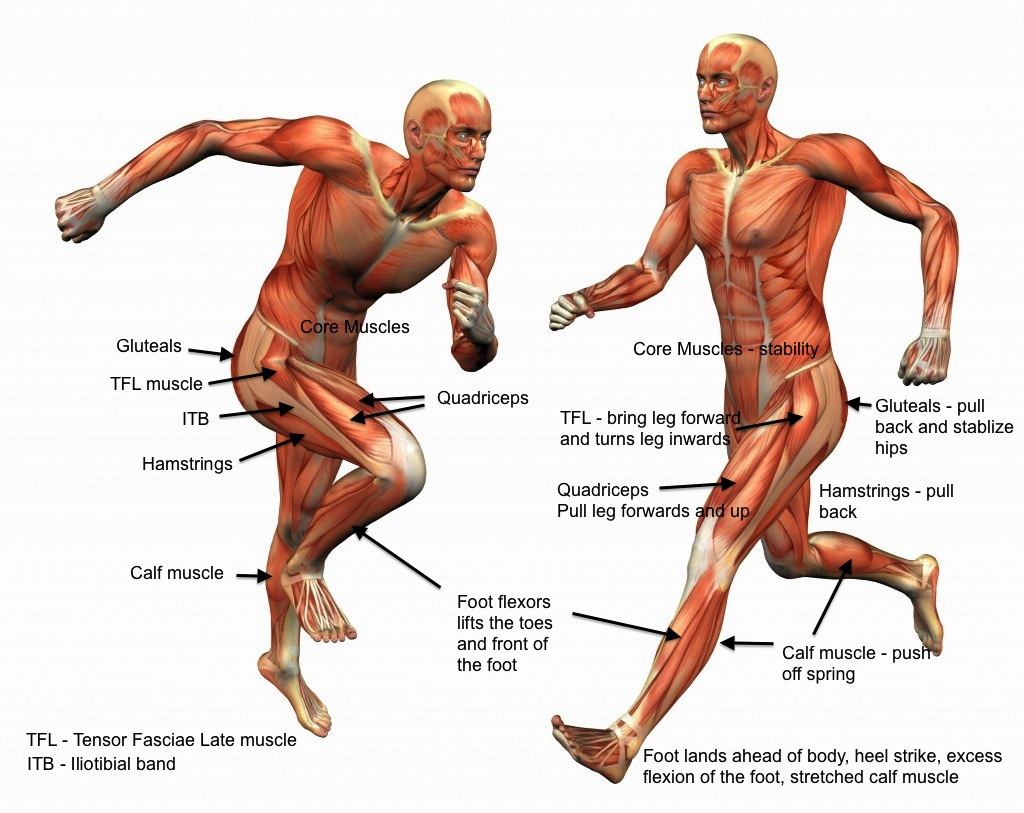 Core Muscles
Gluteals
TFL muscle
ITB
Quadriceps
Hamstrings
Calf muscle
Foot flexors
lifts the toes
and front of
the foot
TFL - Tensor Fasciae Late muscle
ITB - Iliotibial band
Core Muscles - stability
TFL - bring leg forward
and turns leg inwards
Gluteals - pull
back and stablize
hips
Quadriceps
Pull leg forwards and up
Hamstrings - pull
back
Calf muscle - push
off spring
Foot lands ahead of body, heel strike, excess
flexion of the foot, stretched calf muscle